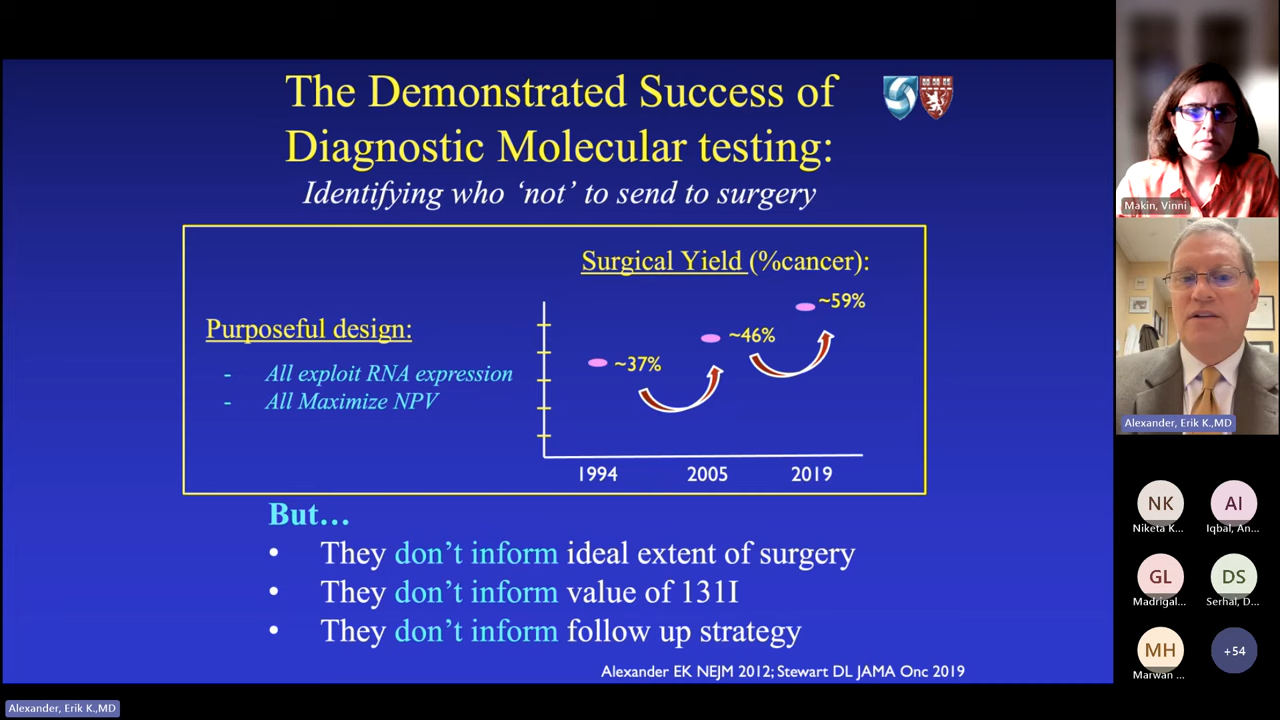 The Demonstrated Success of
Diagnostic Molecular testing:
Identifying who ‘not’ to send to surgery
Surgical Yield (%cancer):
Purposeful design:
- All exploit RNA expression
- All Maximize NPV
~37%
~46%
~59%
1994
2005
2019
But…
• They don’t inform ideal extent of surgery
• They don’t inform value of 131I
• They don’t inform follow up strategy
Alexander EK NEJM 2012; Stewart DL JAMA Onc 2019
Makin, Vinni
Alexander, Erik K.,MD
NK
Niketa K...
AI
Iqbal, An...
GL
Madrigal...
DS
Serhal, D...
MH
Marwan ...
+54
Alexander, Erik K.,MD